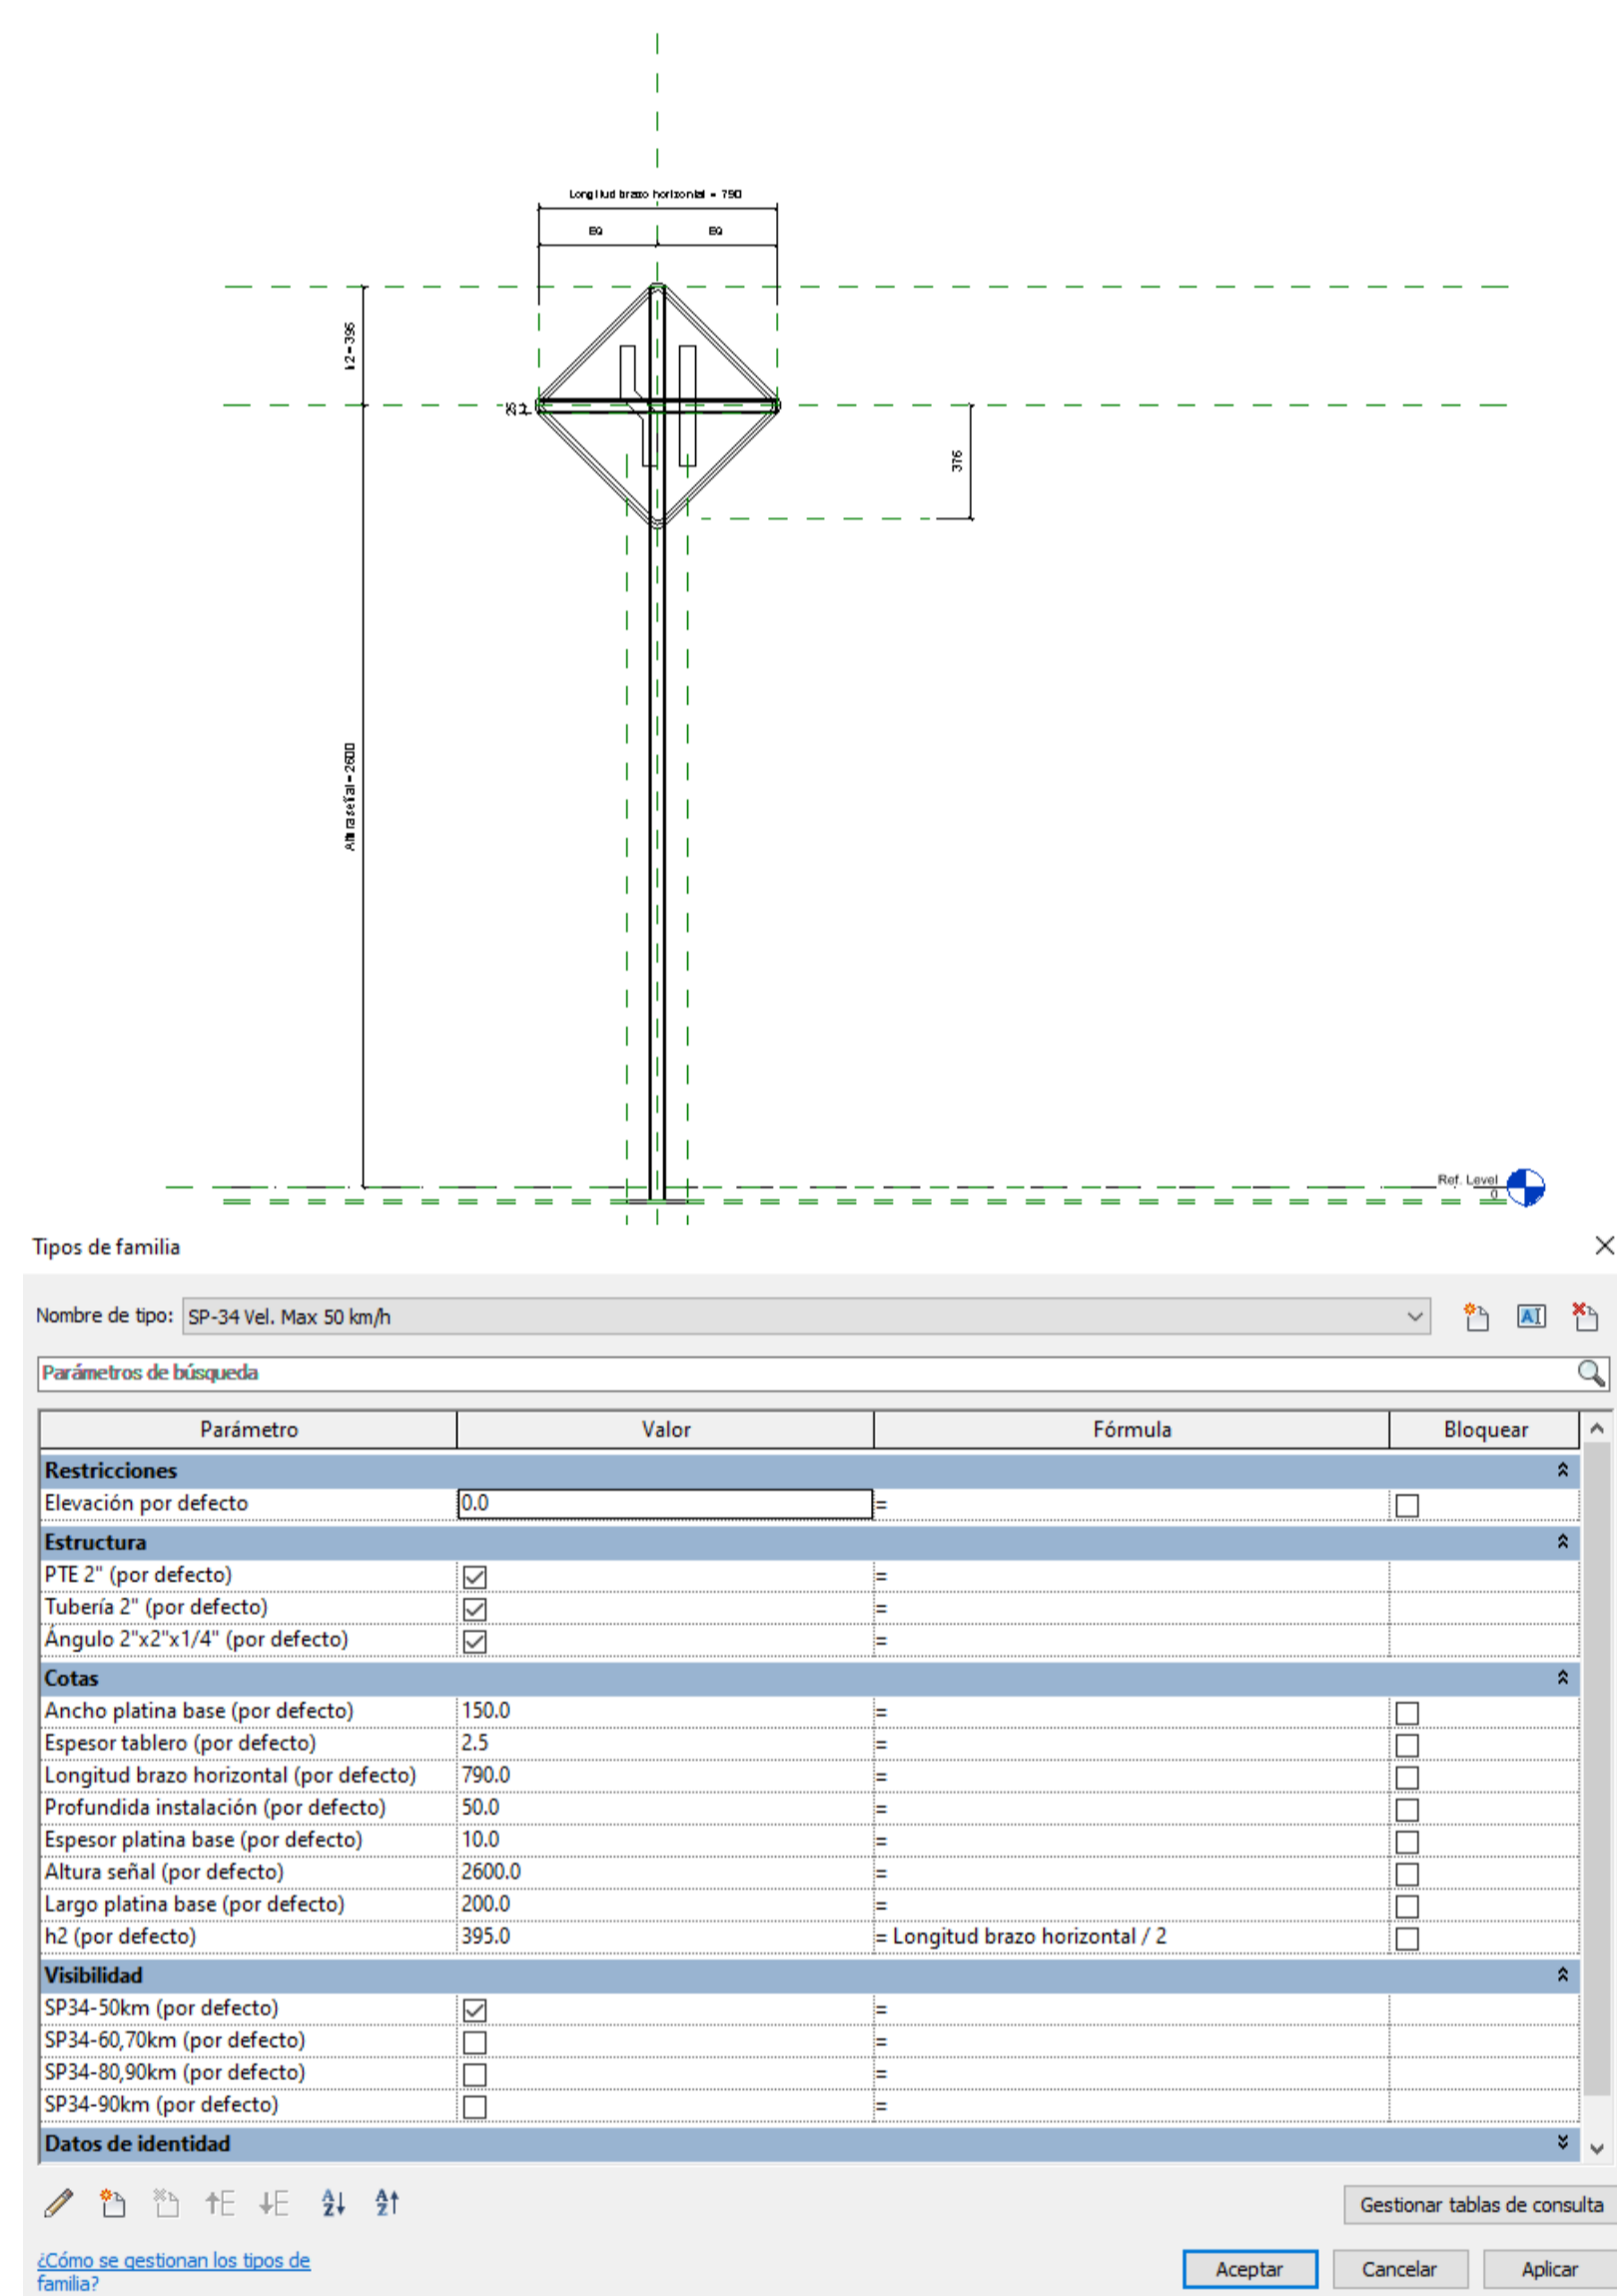 Longitud brazo horizontal = 790
EQ EQ
h2=395
25
376
Altura señal=2600
Ref. Level
0
Tipos de familia
Nombre de tipo: SP-34 Vel. Max 50 km/h
Parámetros de búsqueda
Parámetro Valor Fórmula Bloquear
Restricciones
Elevación por defecto 0.0 =
Estructura
PTE 2" (por defecto) =
Tubería 2" (por defecto) =
Ángulo 2"x2"x1/4" (por defecto) =
Cotas
Ancho platina base (por defecto) 150.0 =
Espesor tablero (por defecto) 2.5 =
Longitud brazo horizontal (por defecto) 790.0 =
Profundida instalación (por defecto) 50.0 =
Espesor platina base (por defecto) 10.0 =
Altura señal (por defecto) 2600.0 =
Largo platina base (por defecto) 200.0 =
h2 (por defecto) 395.0 = Longitud brazo horizontal / 2
Visibilidad
SP34-50km (por defecto) =
SP34-60,70km (por defecto) =
SP34-80,90km (por defecto) =
SP34-90km (por defecto) =
Datos de identidad
Gestionar tablas de consulta
¿Cómo se gestionan los tipos de
familia?
Aceptar Cancelar Aplicar